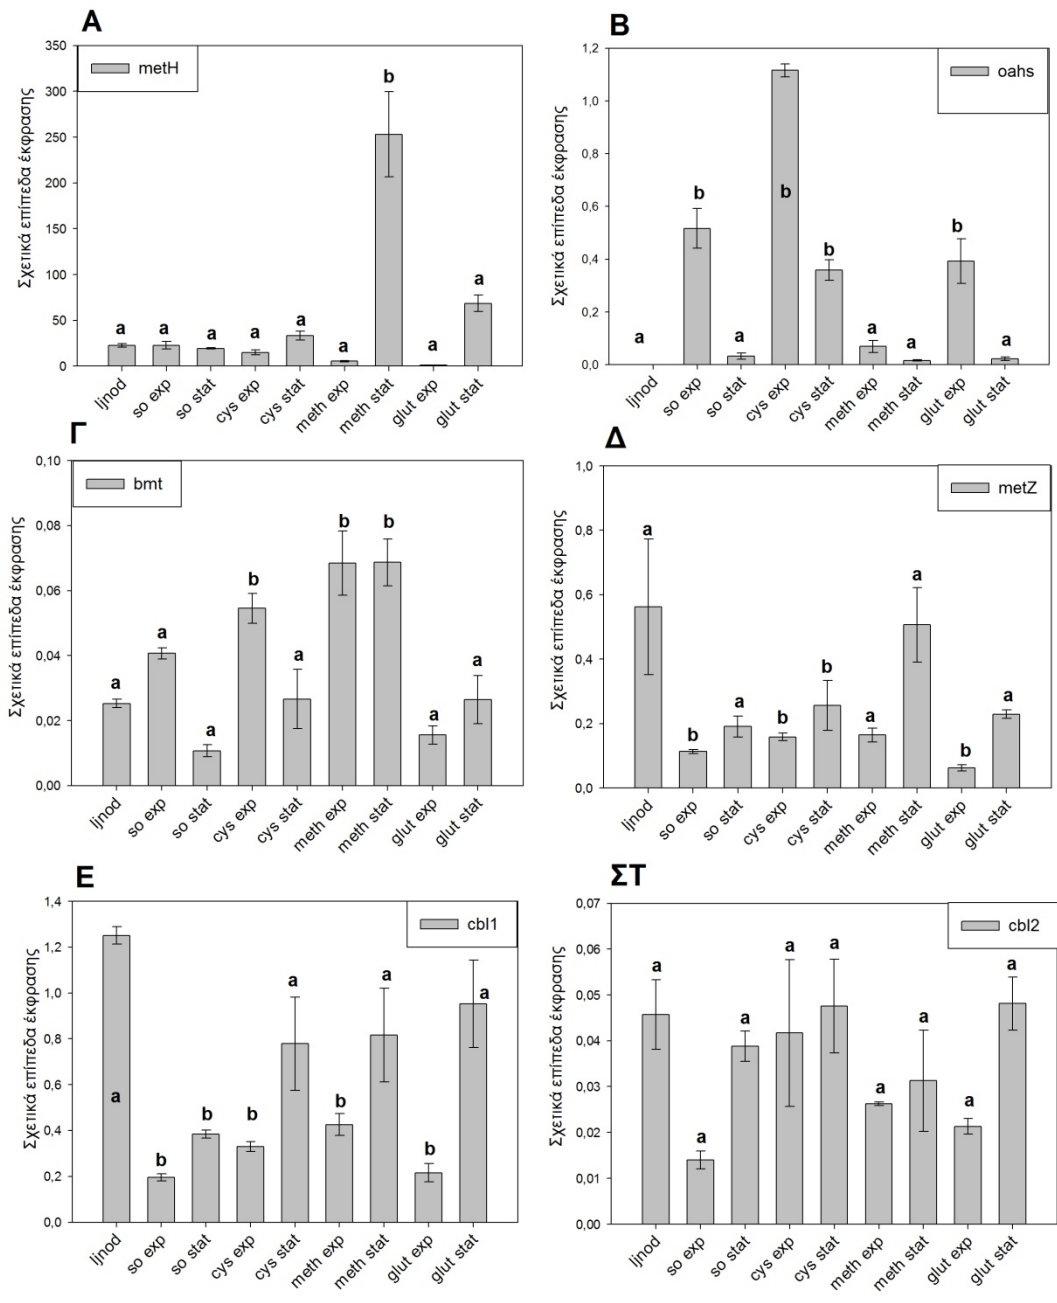 A
metH
Σχετικά επίπεδα έκφρασης
350
300
250
200
150
100
50
0
a a a a a a b a a
ljnod so exp so stat cys exp cys stat meth exp meth stat glut exp glut stat
B
oahs
Σχετικά επίπεδα έκφρασης
1,2
1,0
0,8
0,6
0,4
0,2
0,0
a b a b b a a b a
ljnod so exp so stat cys exp cys stat meth exp meth stat glut exp glut stat
Γ
bmt
Σχετικά επίπεδα έκφρασης
0,10
0,08
0,06
0,04
0,02
0,00
a a a b a b b a a
ljnod so exp so stat cys exp cys stat meth exp meth stat glut exp glut stat
Δ
metZ
Σχετικά επίπεδα έκφρασης
1,0
0,8
0,6
0,4
0,2
0,0
a b a b b a a b a
ljnod so exp so stat cys exp cys stat meth exp meth stat glut exp glut stat
E
cbl1
Σχετικά επίπεδα έκφρασης
1,4
1,2
1,0
0,8
0,6
0,4
0,2
0,0
a b b b a b a b a
ljnod so exp so stat cys exp cys stat meth exp meth stat glut exp glut stat
ΣΤ
cbl2
Σχετικά επίπεδα έκφρασης
0,07
0,06
0,05
0,04
0,03
0,02
0,01
0,00
a a a a a a a a a
ljnod so exp so stat cys exp cys stat meth exp meth stat glut exp glut stat